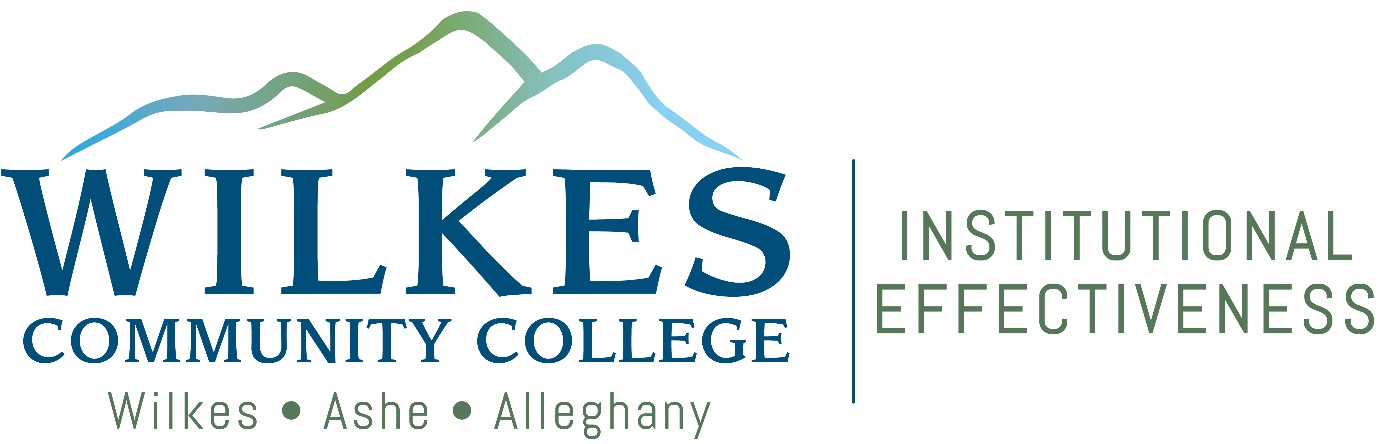 WILKES
COMMUNITY COLLEGE
Wilkes • Ashe • Alleghany
INSTITUTIONAL
EFFECTIVENESS